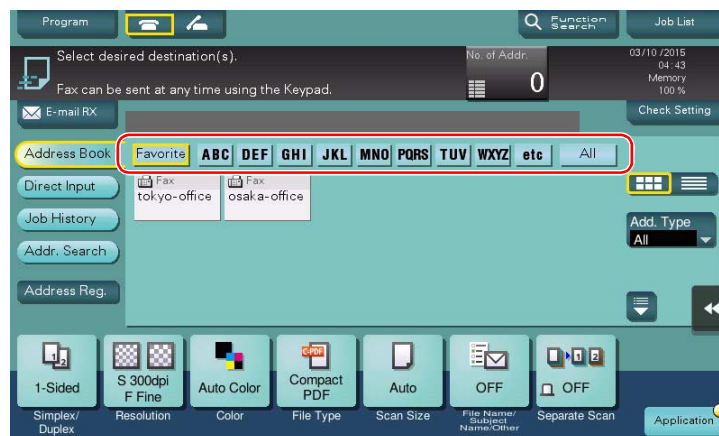 Program
Function
Search
Job List
Select desired destination(s).
Fax can be sent at any time using the Keypad.
No. of Addr.
0
03/10 /2015
04:43
Memory
100 %
E-mail RX
Check Setting
Address Book
Favorite ABC DEF GHI JKL MNO PQRS TUV WXYZ etc All
Direct Input
Fax
tokyo-office
Fax
osaka-office
Job History
Add. Type
All
Addr. Search
Address Reg.
1-Sided
Simplex/
Duplex
S 300dpi
F Fine
Resolution
Auto Color
Color
C-PDF
Compact
PDF
File Type
Auto
Scan Size
OFF
File Name/
Subject
Name/Other
1 2
OFF
Separate Scan
Application